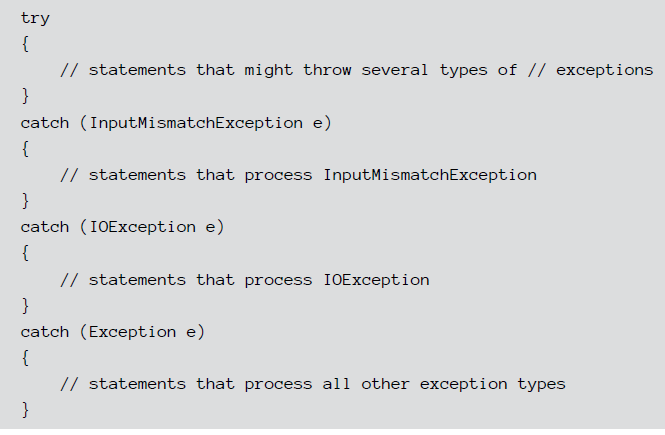 try
{
    // statements that might throw several types of // exceptions
}
catch (InputMismatchException e)
{
    // statements that process InputMismatchException
}
catch (IOException e)
{
    // statements that process IOException
}
catch (Exception e)
{
    // statements that process all other exception types
}